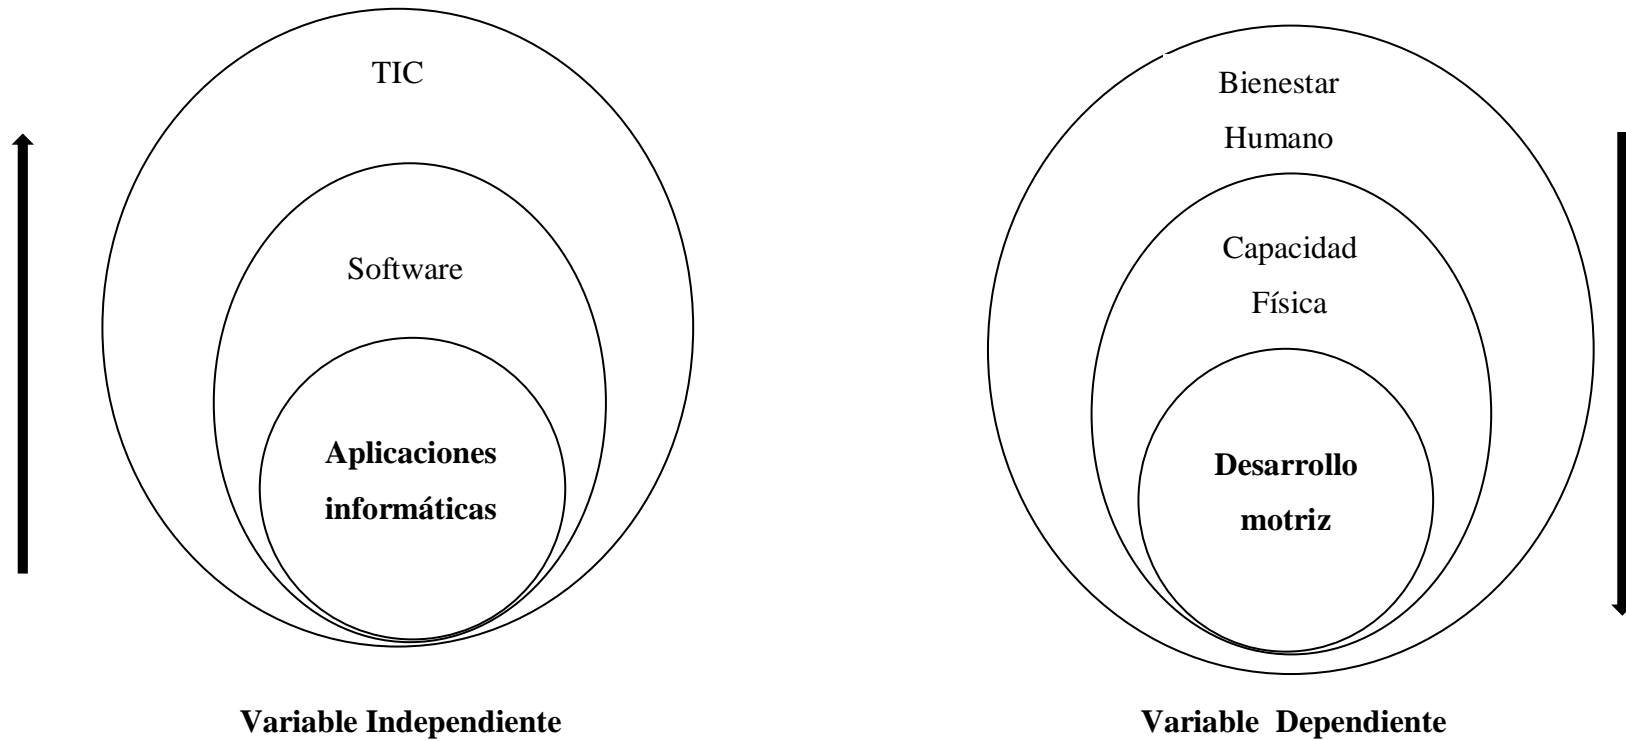 TIC
Software
Aplicaciones
informáticas
Variable Independiente
Bienestar
Humano
Capacidad
Física
Desarrollo
motriz
Variable  Dependiente